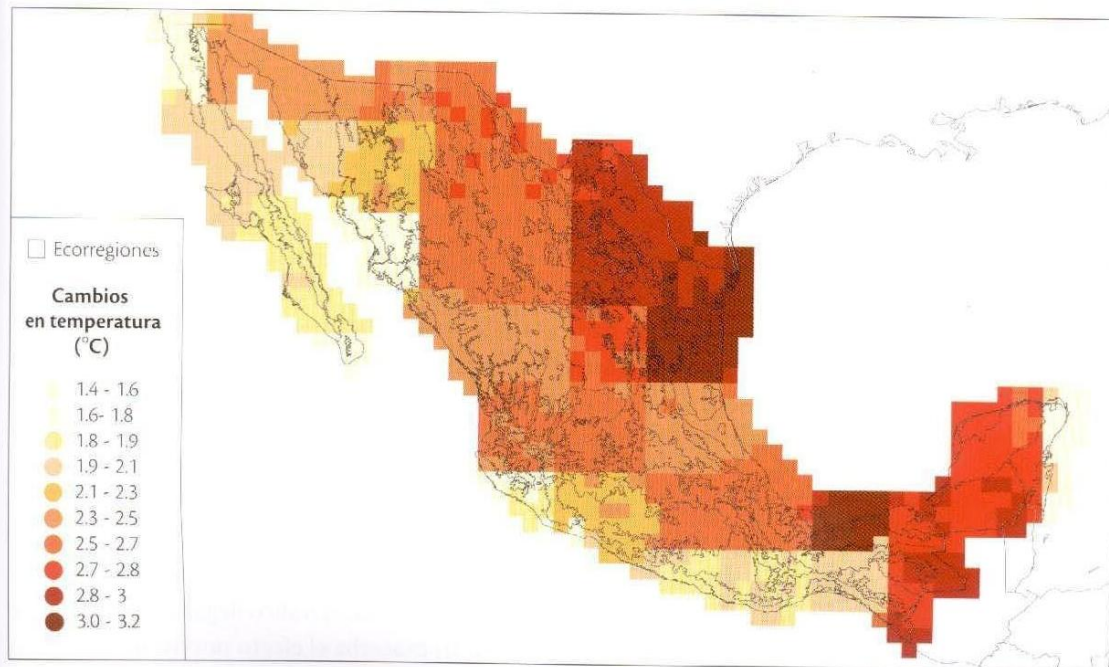 Ecorregiones
Cambios
en temperatura
(°C)
1.4 - 1.6
1.6- 1.8
1.8 - 1.9
1.9 - 2.1
2.1 - 2.3
2.3 - 2.5
2.5 - 2.7
2.7 - 2.8
2.8 - 3
3.0 - 3.2